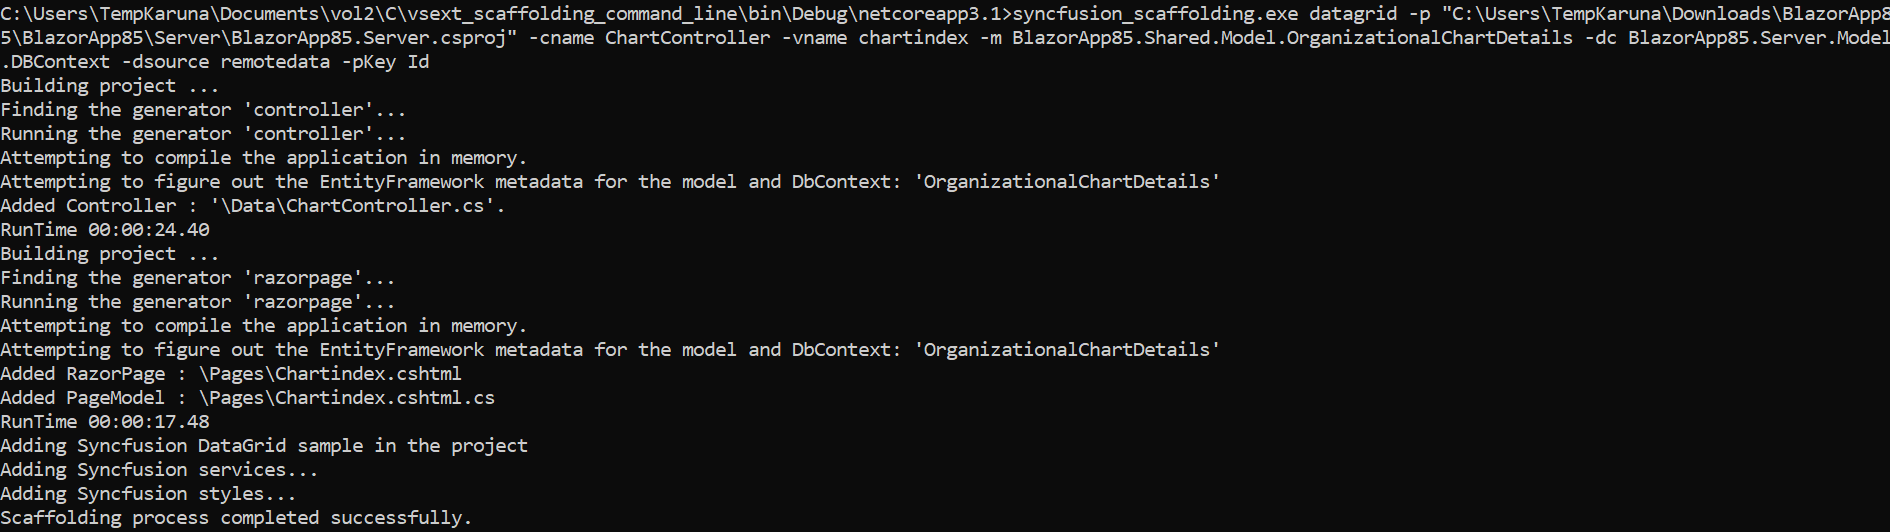 C:\Users\TempKaruna\Documents\vol2\C\vsext_scaffolding_command_line\bin\Debug\netcoreapp3.1>syncfusion_scaffolding.exe datagrid -p "C:\Users\TempKaruna\Downloads\BlazorApp8
5\BlazorApp85\Server\BlazorApp85.Server.csproj" -cname ChartController -vname chartindex -m BlazorApp85.Shared.Model.OrganizationalChartDetails -dc BlazorApp85.Server.Model
.DBContext -dsource remotedata -pKey Id
Building project ...
Finding the generator 'controller'...
Running the generator 'controller'...
Attempting to compile the application in memory.
Attempting to figure out the EntityFramework metadata for the model and DbContext: 'OrganizationalChartDetails'
Added Controller : '\Data\ChartController.cs'.
RunTime 00:00:24.40
Building project ...
Finding the generator 'razorpage'...
Running the generator 'razorpage'...
Attempting to compile the application in memory.
Attempting to figure out the EntityFramework metadata for the model and DbContext: 'OrganizationalChartDetails'
Added RazorPage : \Pages\Chartindex.cshtml
Added PageModel : \Pages\Chartindex.cshtml.cs
RunTime 00:00:17.48
Adding Syncfusion DataGrid sample in the project
Adding Syncfusion services...
Adding Syncfusion styles...
Scaffolding process completed successfully.